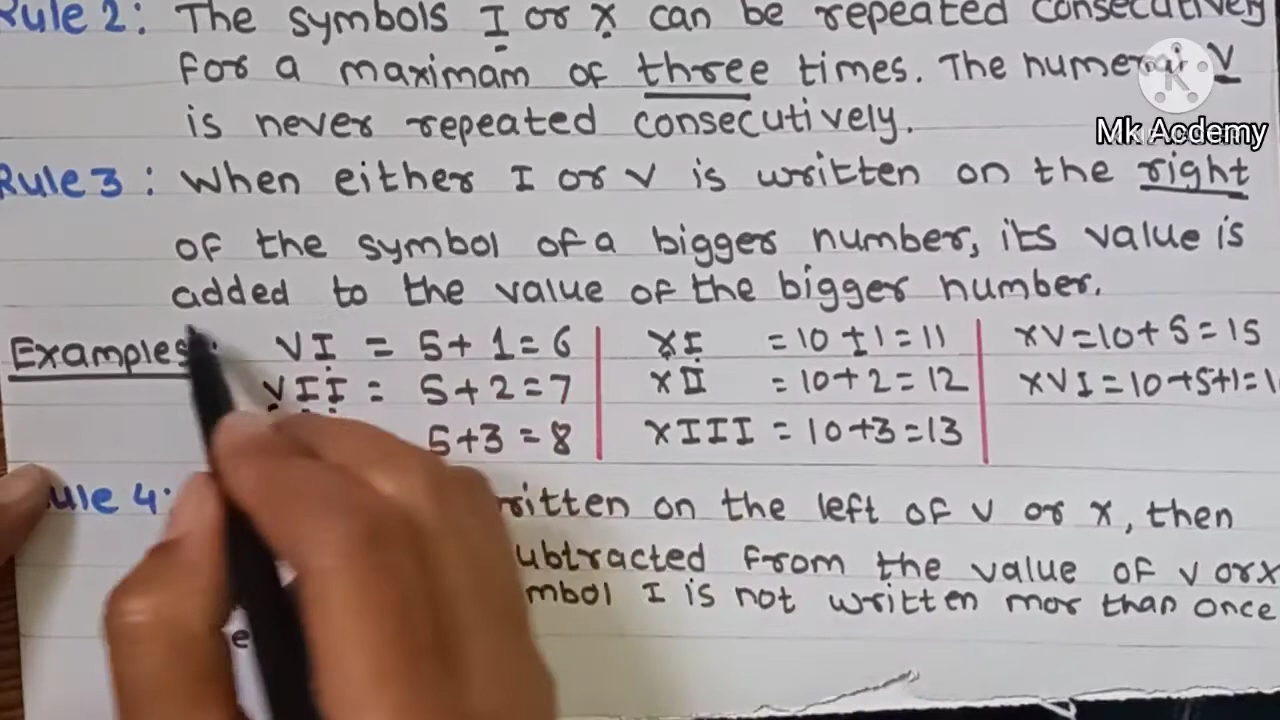 Rule 2: The symbols I or X can be repeated consecutively
for a maximam of three times. The numeral V
is never repeated consecutively.
Mk Acdemy
Rule 3: When either I or V is written on the right
of the symbol of a bigger number, its value is
added to the value of the bigger number.
Examples: VI = 5+1=6 XI =10+1=11 XV=10+5=15
VII = 5+2=7 XII =10+2=12 XVI=10+5+1=
5+3=8 XIII =10+3=13
Rule 4: written on the left of V or X, then
subtracted from the value of V or X
I is not written mor than once